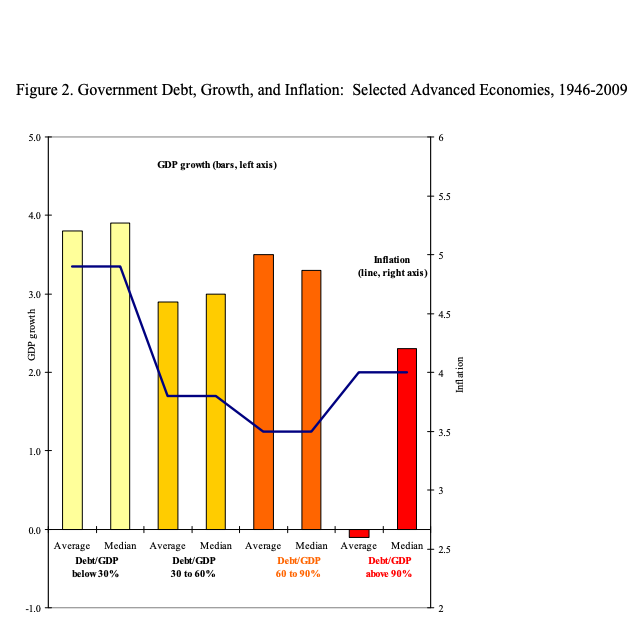 Figure 2. Government Debt, Growth, and Inflation: Selected Advanced Economies, 1946-2009
5.0
6
GDP growth (bars, left axis)
5.5
4.0
5
Inflation
(line, right axis)
3.0
4.5
GDP growth
2.0
4
Inflation
1.0
3.5
3
0.0
Average Median Average Median Average Median Average Median
2.5
Debt/GDP Debt/GDP Debt/GDP Debt/GDP
below 30% 30 to 60% 60 to 90% above 90%
-1.0
2